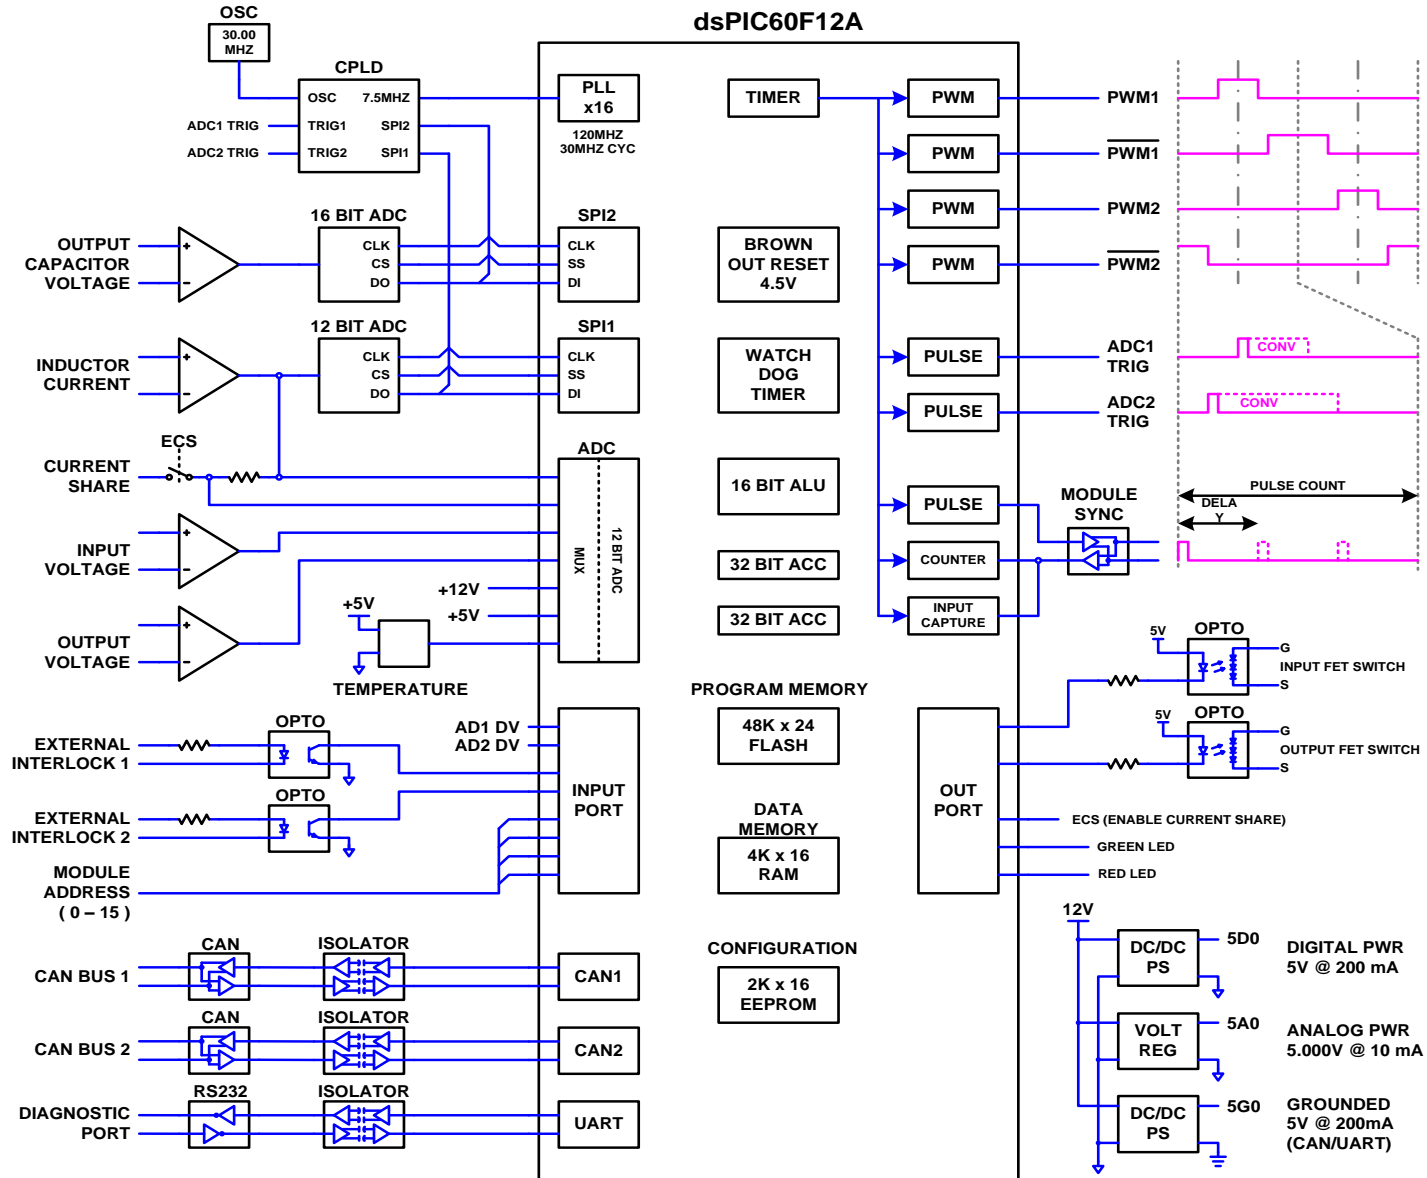 dsPIC60F12A
OSC
30.00
MHZ
CPLD
OSC 7.5MHZ
TRIG1 SPI2
TRIG2 SPI1
ADC1 TRIG
ADC2 TRIG
PLL
x16
120MHZ
30MHZ CYC
TIMER
PWM
PWM
PWM
PWM
PWM1
PWM1
PWM2
PWM2
OUTPUT
CAPACITOR
VOLTAGE
+
−
16 BIT ADC
CLK
CS
DO
SPI2
CLK
SS
DI
BROWN
OUT RESET
4.5V
INDUCTOR
CURRENT
+
−
12 BIT ADC
CLK
CS
DO
SPI1
CLK
SS
DI
WATCH
DOG
TIMER
PULSE
PULSE
ADC1
TRIG
CONV
ADC2
TRIG
CONV
ECS
CURRENT
SHARE
ADC
MUX
12 BIT ADC
16 BIT ALU
32 BIT ACC
32 BIT ACC
PULSE
COUNTER
INPUT
CAPTURE
MODULE
SYNC
PULSE COUNT
DELA
Y
INPUT
VOLTAGE
+
−
OUTPUT
VOLTAGE
+
−
+12V
+5V
+5V
TEMPERATURE
5V
OPTO
G
INPUT FET SWITCH
S
5V
OPTO
G
OUTPUT FET SWITCH
S
PROGRAM MEMORY
48K x 24
FLASH
DATA
MEMORY
4K x 16
RAM
CONFIGURATION
2K x 16
EEPROM
AD1 DV
AD2 DV
INPUT
PORT
OUT
PORT
ECS (ENABLE CURRENT SHARE)
GREEN LED
RED LED
EXTERNAL
INTERLOCK 1
OPTO
EXTERNAL
INTERLOCK 2
OPTO
MODULE
ADDRESS
( 0 – 15 )
CAN BUS 1
CAN
ISOLATOR
CAN1
CAN BUS 2
CAN
ISOLATOR
CAN2
DIAGNOSTIC
PORT
RS232
ISOLATOR
UART
12V
DC/DC
PS
5D0
DIGITAL PWR
5V @ 200 mA
VOLT
REG
5A0
ANALOG PWR
5.000V @ 10 mA
DC/DC
PS
5G0
GROUNDED
5V @ 200mA
(CAN/UART)